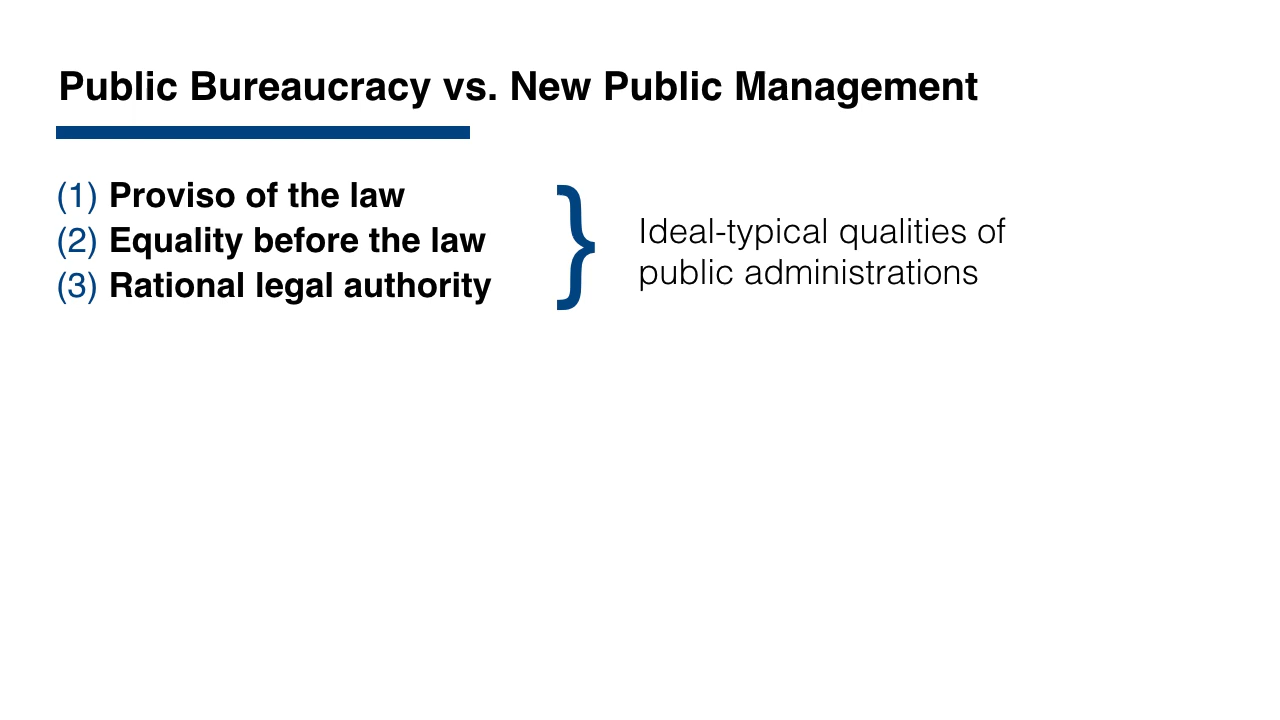 Public Bureaucracy vs. New Public Management
(1) Proviso of the law
(2) Equality before the law
(3) Rational legal authority
}
Ideal-typical qualities of
public administrations